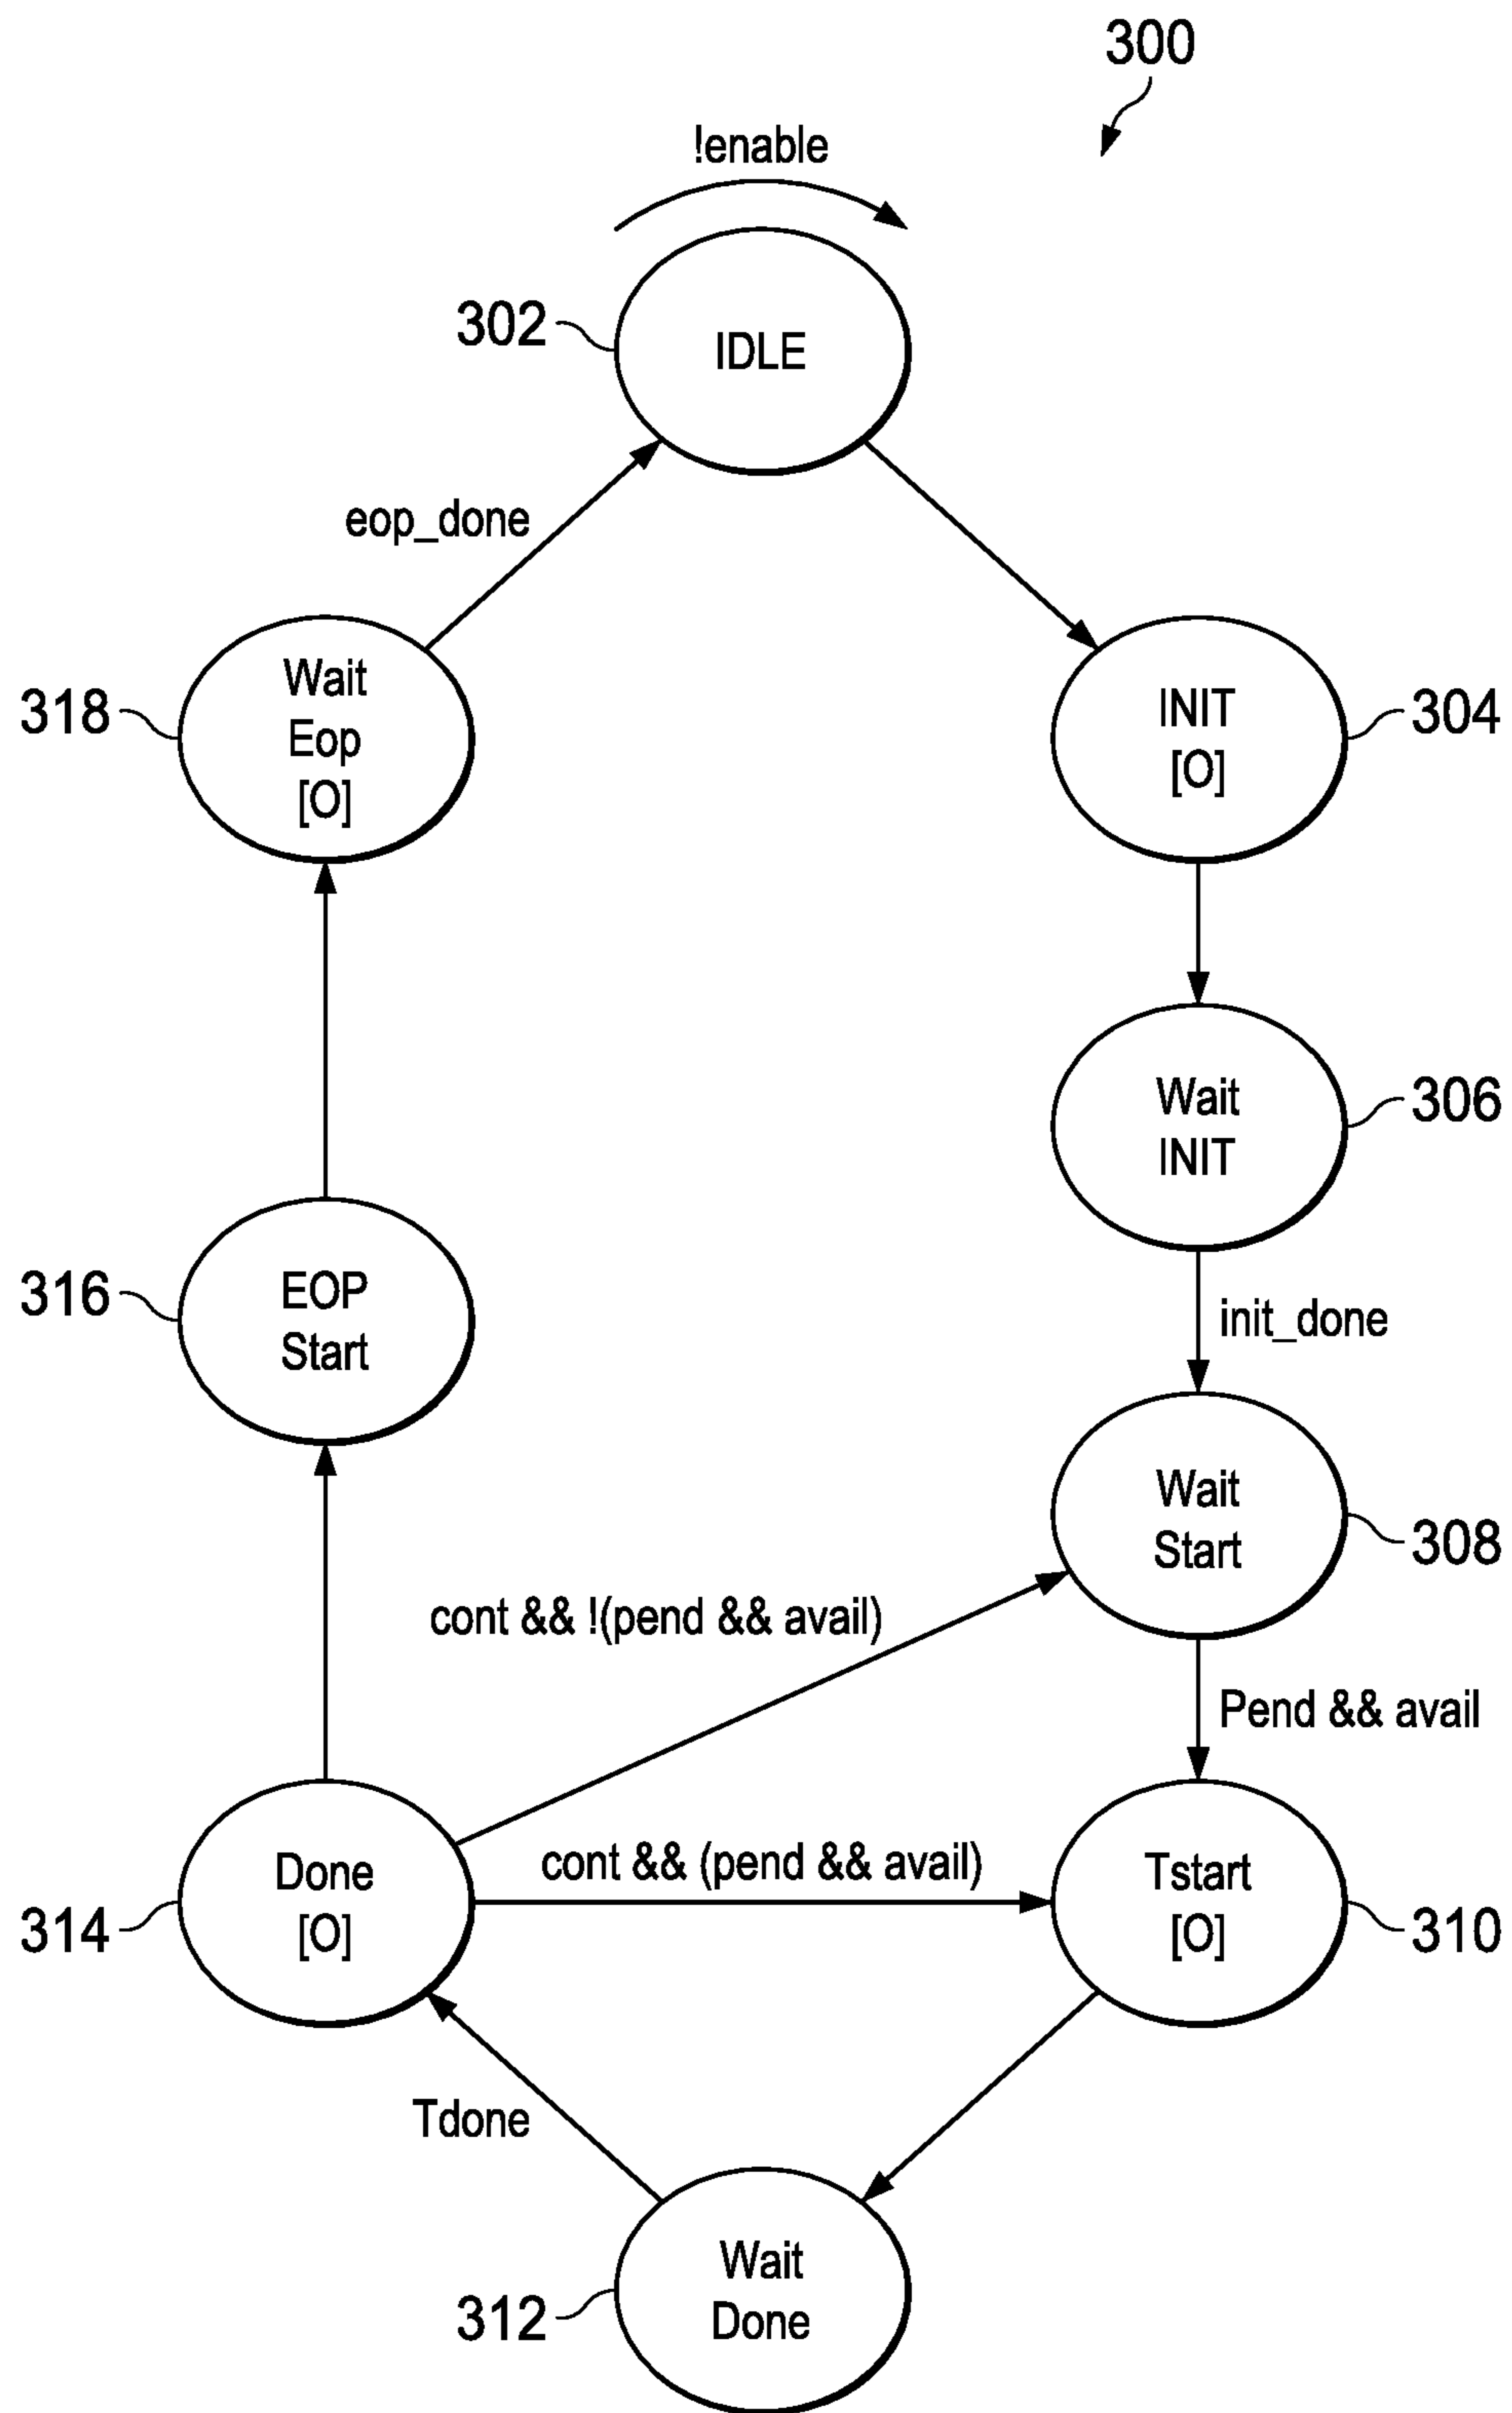 300
!enable
302
IDLE
eop_done
318
Wait
Eop
[O]
INIT
[O]
304
Wait
INIT
306
316
EOP
Start
init_done
Wait
Start
308
cont && !(pend && avail)
Pend && avail
314
Done
[O]
cont && (pend && avail)
Tstart
[O]
310
Tdone
312
Wait
Done